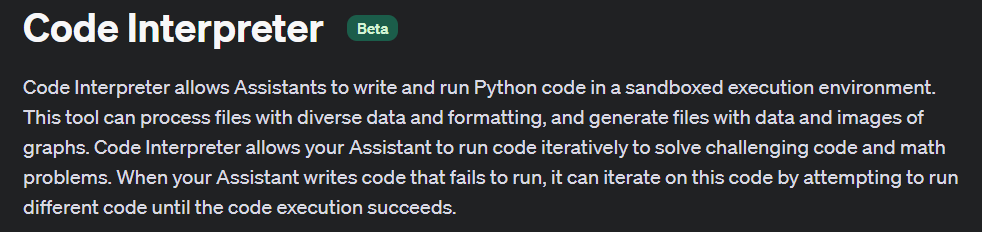 Code Interpreter Beta
Code Interpreter allows Assistants to write and run Python code in a sandboxed execution environment.
This tool can process files with diverse data and formatting, and generate files with data and images of
graphs. Code Interpreter allows your Assistant to run code iteratively to solve challenging code and math
problems. When your Assistant writes code that fails to run, it can iterate on this code by attempting to run
different code until the code execution succeeds.